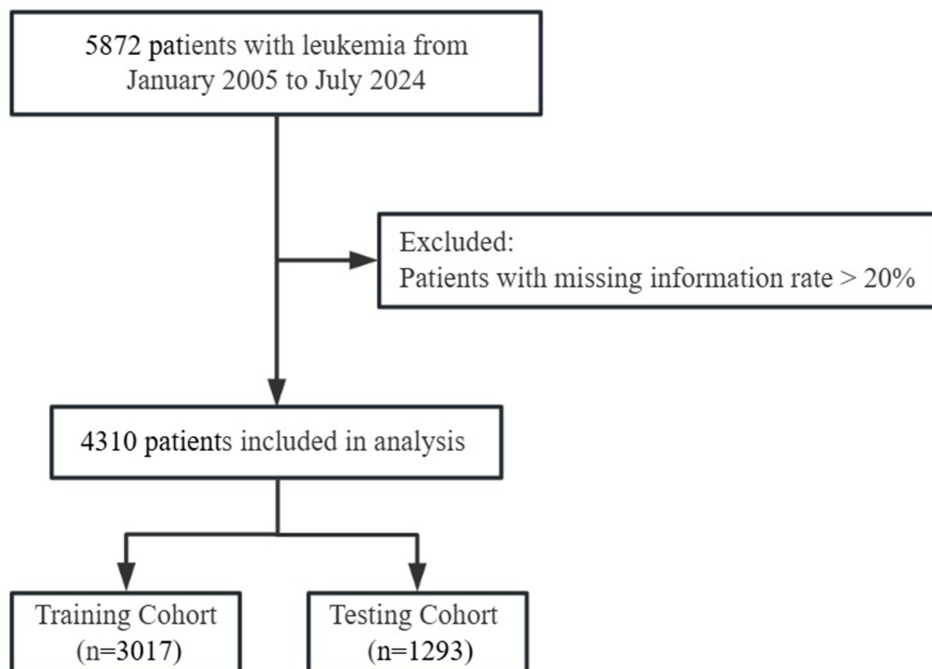 5872 patients with leukemia from
January 2005 to July 2024
Excluded:
Patients with missing information rate > 20%
4310 patients included in analysis
Training Cohort
(n=3017)
Testing Cohort
(n=1293)